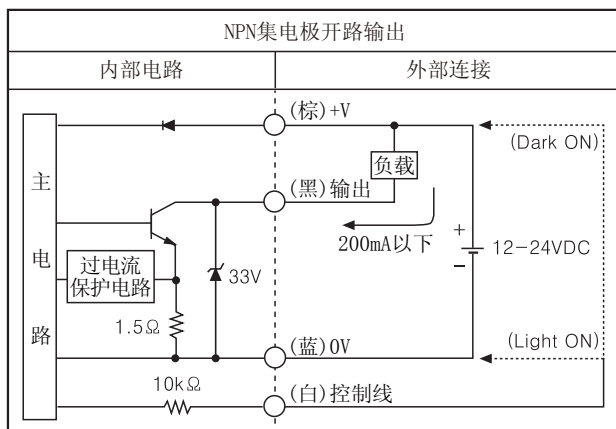 NPN集电极开路输出
内部电路
外部连接
(棕)+V
(Dark ON)
负载
主电路
(黑)输出
200mA以下
+
12-24VDC
-
过电流
保护电路
33V
1.5Ω
(蓝)0V
(Light ON)
10kΩ
(白)控制线